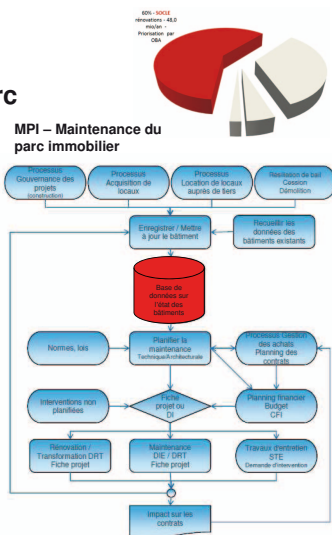 60% - SOCLE
rénovations - 48,0
mio/an -
Priorisation par
OBA
rc
MPI – Maintenance du
parc immobilier
Processus
Gouvernance des
projets
(construction)
Processus
Acquisition de
locaux
Processus
Location de locaux
auprès de tiers
Résiliation de bail
Cession
Démolition
Enregistrer / Mettre
à jour le bâtiment
Recueillir les
données des
bâtiments existants
Base de
données sur
l'état des
bâtiments
Normes, lois
Planifier la
maintenance
Technique/Architecturale
Processus Gestion
des achats
Planning des
contrats
Interventions non
planifiées
Fiche
projet ou
DI
Planning financier
Budget
CFI
Rénovation /
Transformation DRT
Fiche projet
Maintenance
DIE / DRT
Fiche projet
Travaux d'entretien
STE
Demande d'intervention
Impact sur les
contrats